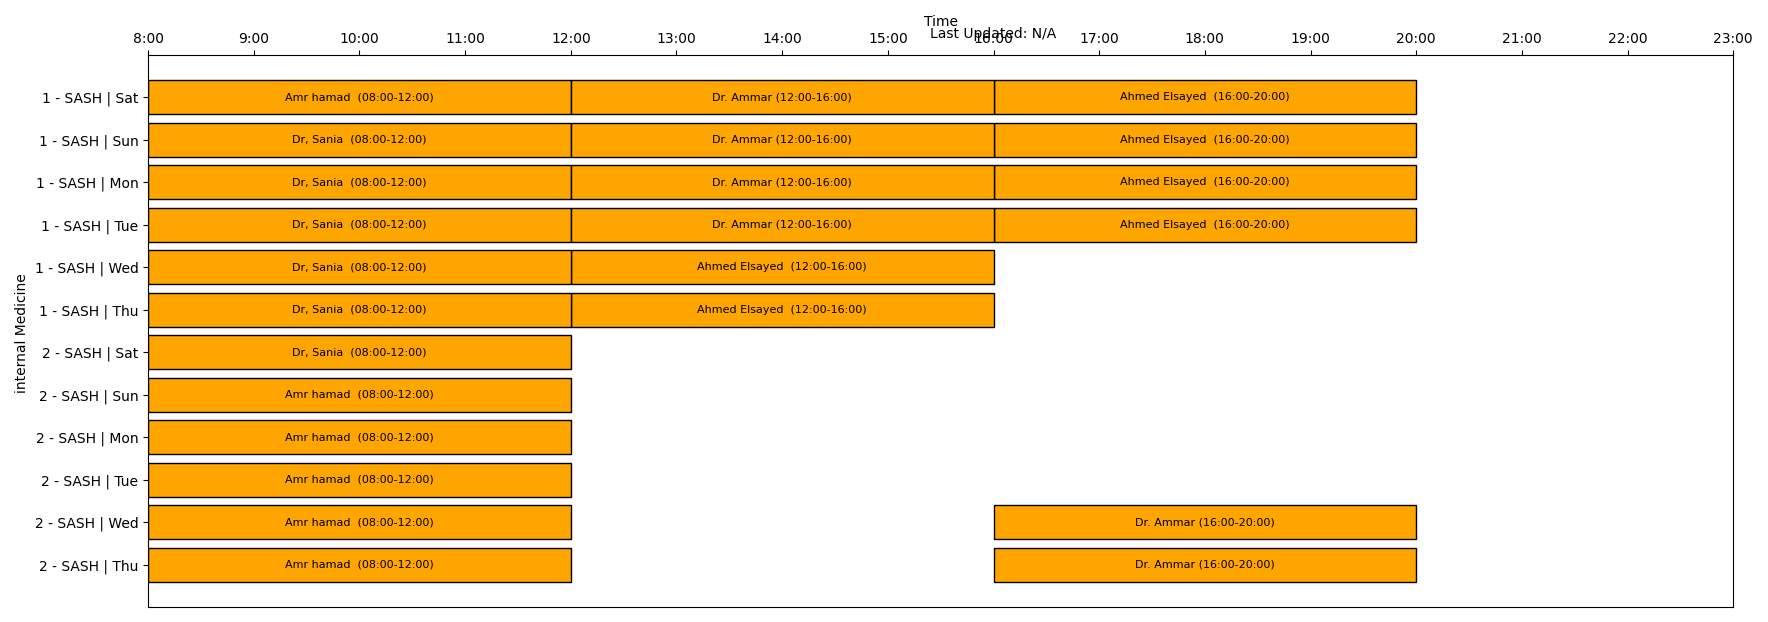 Time
Last Updated: N/A
8:00 9:00 10:00 11:00 12:00 13:00 14:00 15:00 16:00 17:00 18:00 19:00 20:00 21:00 22:00 23:00
internal Medicine
1 - SASH | Sat Amr hamad (08:00-12:00) Dr. Ammar (12:00-16:00) Ahmed Elsayed (16:00-20:00)
1 - SASH | Sun Dr, Sania (08:00-12:00) Dr. Ammar (12:00-16:00) Ahmed Elsayed (16:00-20:00)
1 - SASH | Mon Dr, Sania (08:00-12:00) Dr. Ammar (12:00-16:00) Ahmed Elsayed (16:00-20:00)
1 - SASH | Tue Dr, Sania (08:00-12:00) Dr. Ammar (12:00-16:00) Ahmed Elsayed (16:00-20:00)
1 - SASH | Wed Dr, Sania (08:00-12:00) Ahmed Elsayed (12:00-16:00)
1 - SASH | Thu Dr, Sania (08:00-12:00) Ahmed Elsayed (12:00-16:00)
2 - SASH | Sat Dr, Sania (08:00-12:00)
2 - SASH | Sun Amr hamad (08:00-12:00)
2 - SASH | Mon Amr hamad (08:00-12:00)
2 - SASH | Tue Amr hamad (08:00-12:00)
2 - SASH | Wed Amr hamad (08:00-12:00) Dr. Ammar (16:00-20:00)
2 - SASH | Thu Amr hamad (08:00-12:00) Dr. Ammar (16:00-20:00)